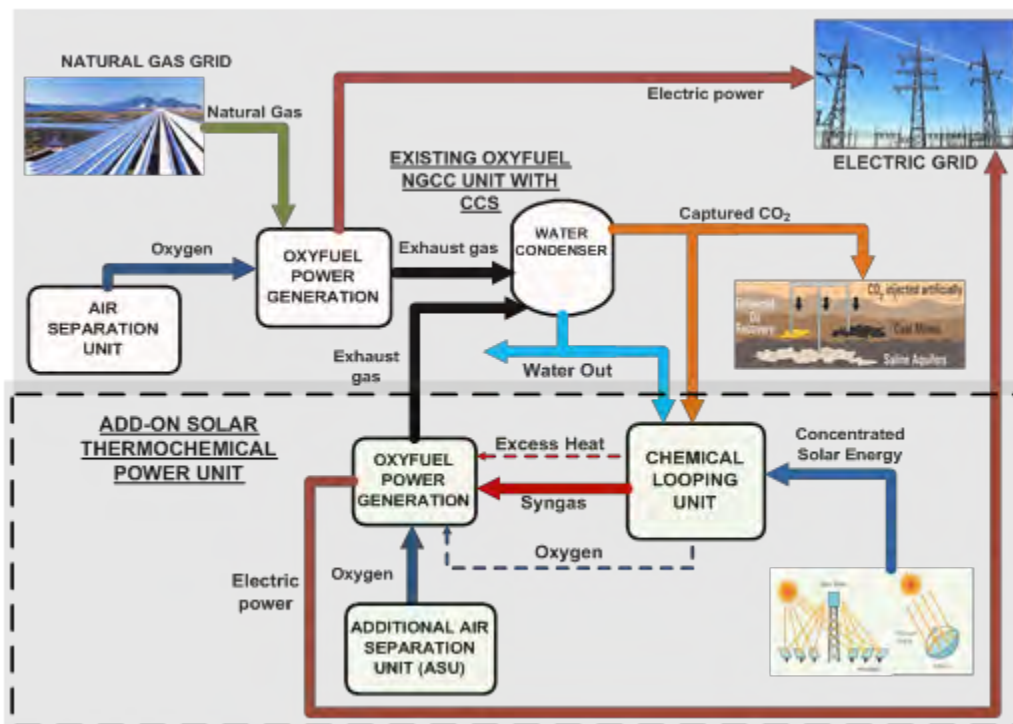 NATURAL GAS GRID
Natural Gas
Electric power
ELECTRIC GRID
EXISTING OXYFUEL
NGCC UNIT WITH
CCS
Captured CO₂
WATER
CONDENSER
Oxygen
OXYFUEL
POWER
GENERATION
Exhaust gas
CO₂ injected artificially
Enhanced
Oil
Recovery
Coal Mines
Saline Aquifers
AIR
SEPARATION
UNIT
Exhaust
gas
Water Out
ADD-ON SOLAR
THERMOCHEMICAL
POWER UNIT
OXYFUEL
POWER
GENERATION
Excess Heat
Syngas
CHEMICAL
LOOPING
UNIT
Concentrated
Solar Energy
Oxygen
Electric
power
Oxygen
ADDITIONAL AIR
SEPARATION
UNIT (ASU)